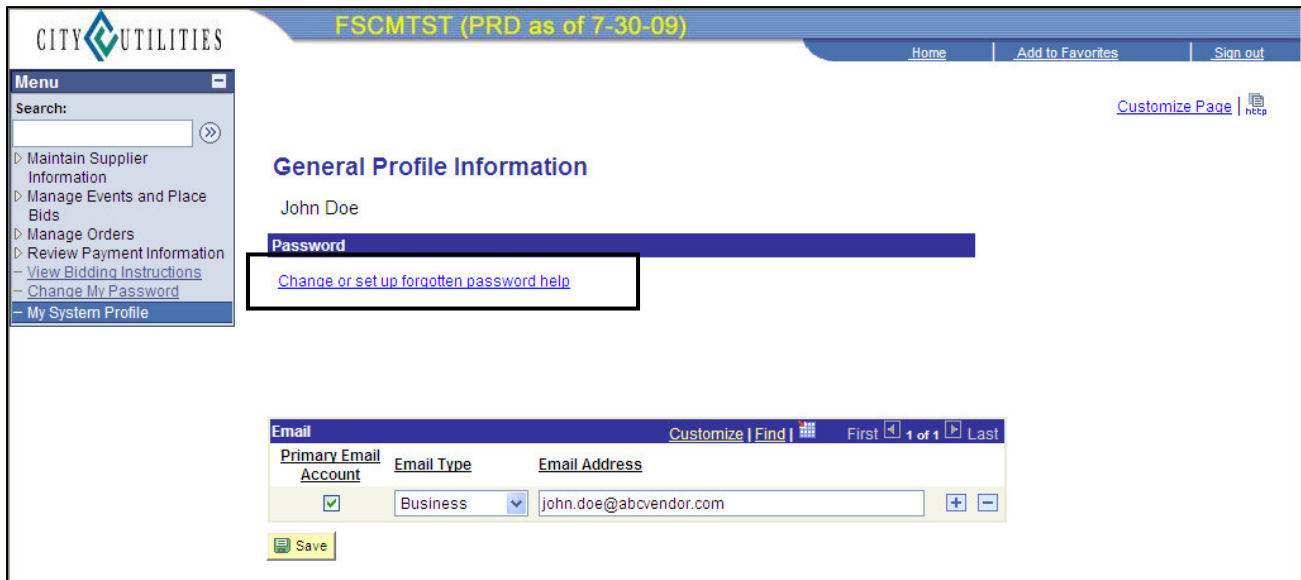 CITY UTILITIES
FSCMTST (PRD as of 7-30-09)
Home | Add to Favorites | Sign out
Menu
Search:
Maintain Supplier
Information
Manage Events and Place
Bids
Manage Orders
Review Payment Information
View Bidding Instructions
Change My Password
My System Profile
Customize Page | http
General Profile Information
John Doe
Password
Change or set up forgotten password help
Email Customize | Find | First 1 of 1 Last
Primary Email
Account
Email Type
Email Address
Business john.doe@abcvendor.com
Save